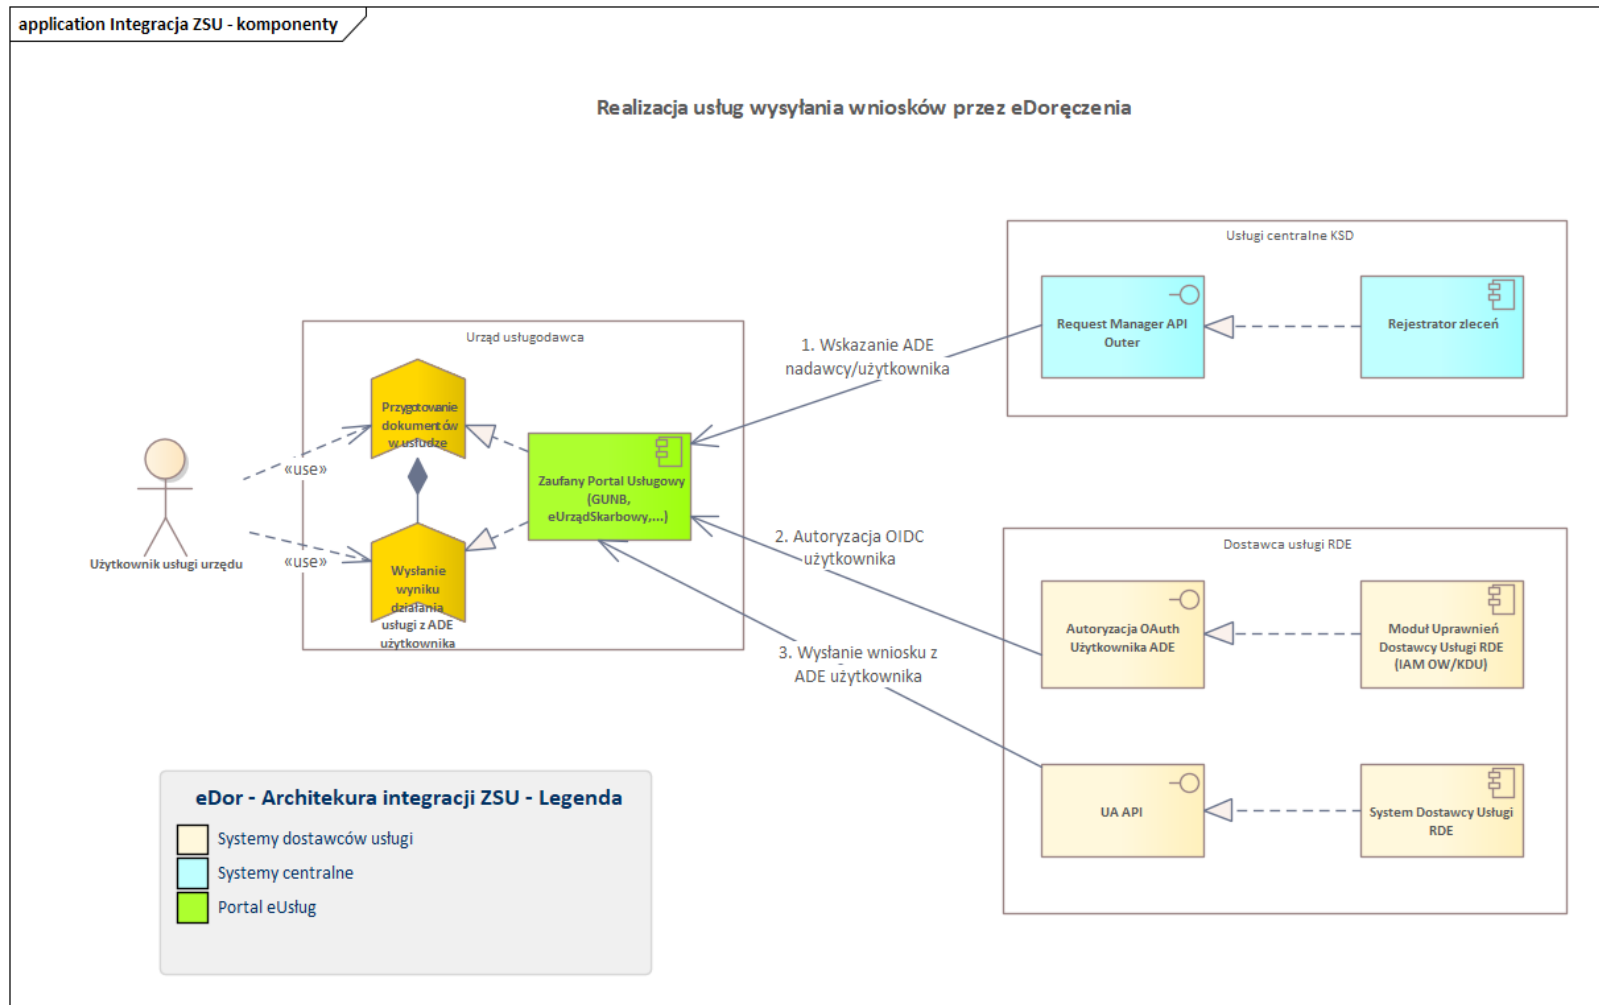 application Integracja ZSU - komponenty
Realizacja usług wysyłania wniosków przez eDoręczenia
Usługi centralne KSD
Request Manager API
Outer
Rejestrator zleceń
Urząd usługodawca
1. Wskazanie ADE
nadawcy/użytkownika
Przygotowanie
dokumentów
w usłudze
«use»
Zaufany Portal Usługowy
(GUNB,
eUrządSkarbowy,...)
Użytkownik usługi urzędu
«use»
Wysłanie
wyniku
działania
usługi z ADE
użytkownika
2. Autoryzacja OIDC
użytkownika
Dostawca usługi RDE
Autoryzacja OAuth
Użytkownika ADE
Moduł Uprawnień
Dostawcy Usługi RDE
(IAM OW/KDU)
3. Wysłanie wniosku z
ADE użytkownika
UA API
System Dostawcy Usługi
RDE
eDor - Architekura integracji ZSU - Legenda
Systemy dostawców usługi
Systemy centralne
Portal eUsług